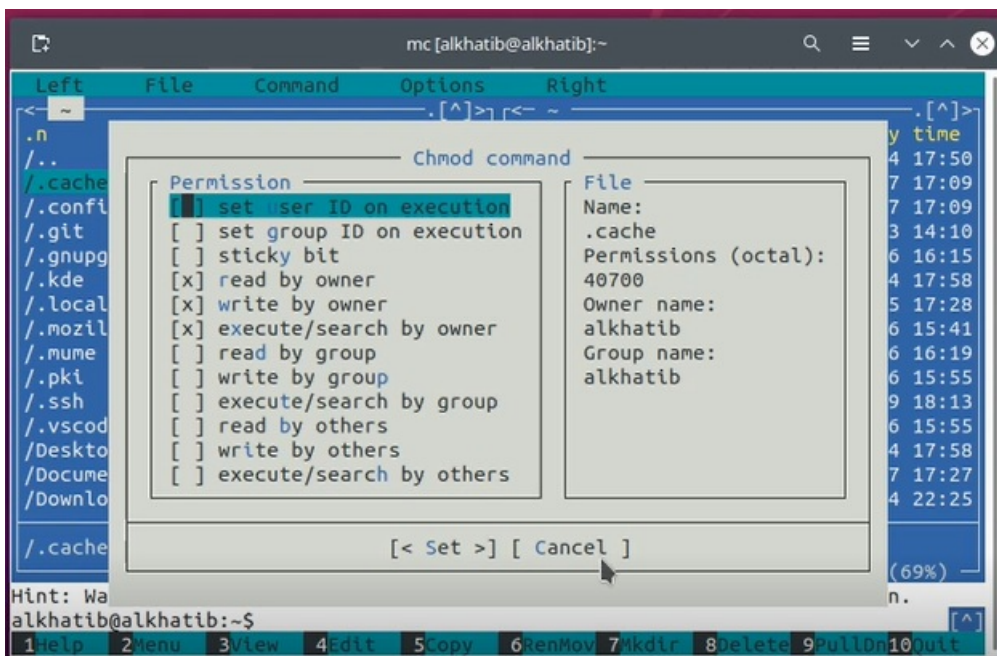 mc [alkhatib@alkhatib]:~
Left File Command Options Right
<— ~ .[^]> <— ~ .[^]>
.n y time
/.. 4 17:50
/.cache 7 17:09
/.confi 7 17:09
/.git 3 14:10
/.gnupg 6 16:15
/.kde 4 17:58
/.local 5 17:28
/.mozil 6 15:41
/.mume 6 16:19
/.pki 6 15:55
/.ssh 9 18:13
/.vscod 6 15:55
/Deskto 4 17:58
/Docume 7 17:27
/Downlo 4 22:25
/.cache
(69%)
Chmod command
Permission
[ ] set user ID on execution
[ ] set group ID on execution
[ ] sticky bit
[x] read by owner
[x] write by owner
[x] execute/search by owner
[ ] read by group
[ ] write by group
[ ] execute/search by group
[ ] read by others
[ ] write by others
[ ] execute/search by others
File
Name:
.cache
Permissions (octal):
40700
Owner name:
alkhatib
Group name:
alkhatib
[< Set >] [ Cancel ]
Hint: Wa n.
alkhatib@alkhatib:~$ [^]
1Help 2Menu 3View 4Edit 5Copy 6RenMov 7Mkdir 8Delete 9PullDn 10Quit